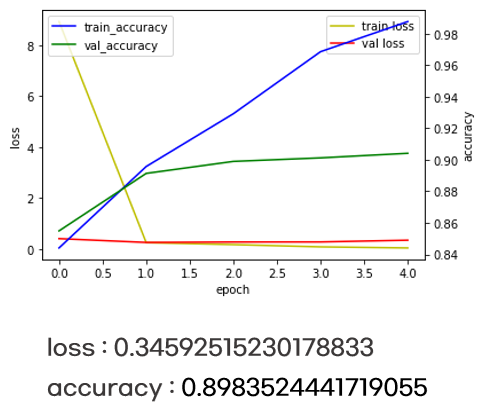 train_accuracy
val_accuracy
train loss
val loss
8
6
4
2
0
loss
0.98
0.96
0.94
0.92
0.90
0.88
0.86
0.84
accuracy
0.0 0.5 1.0 1.5 2.0 2.5 3.0 3.5 4.0
epoch
loss : 0.34592515230178833
accuracy : 0.8983524441719055